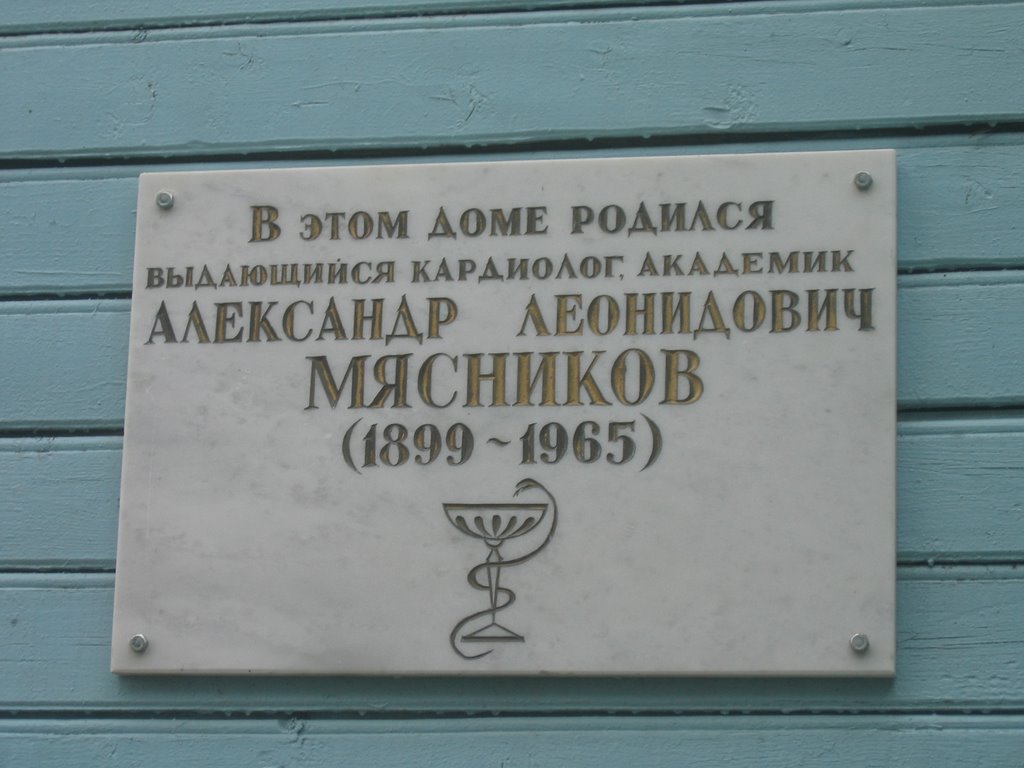 В ЭТОМ ДОМЕ РОДИЛСЯ
ВЫДАЮЩИЙСЯ КАРДИОЛОГ, АКАДЕМИК
АЛЕКСАНДР ЛЕОНИДОВИЧ
МЯСНИКОВ
(1899 ~ 1965)